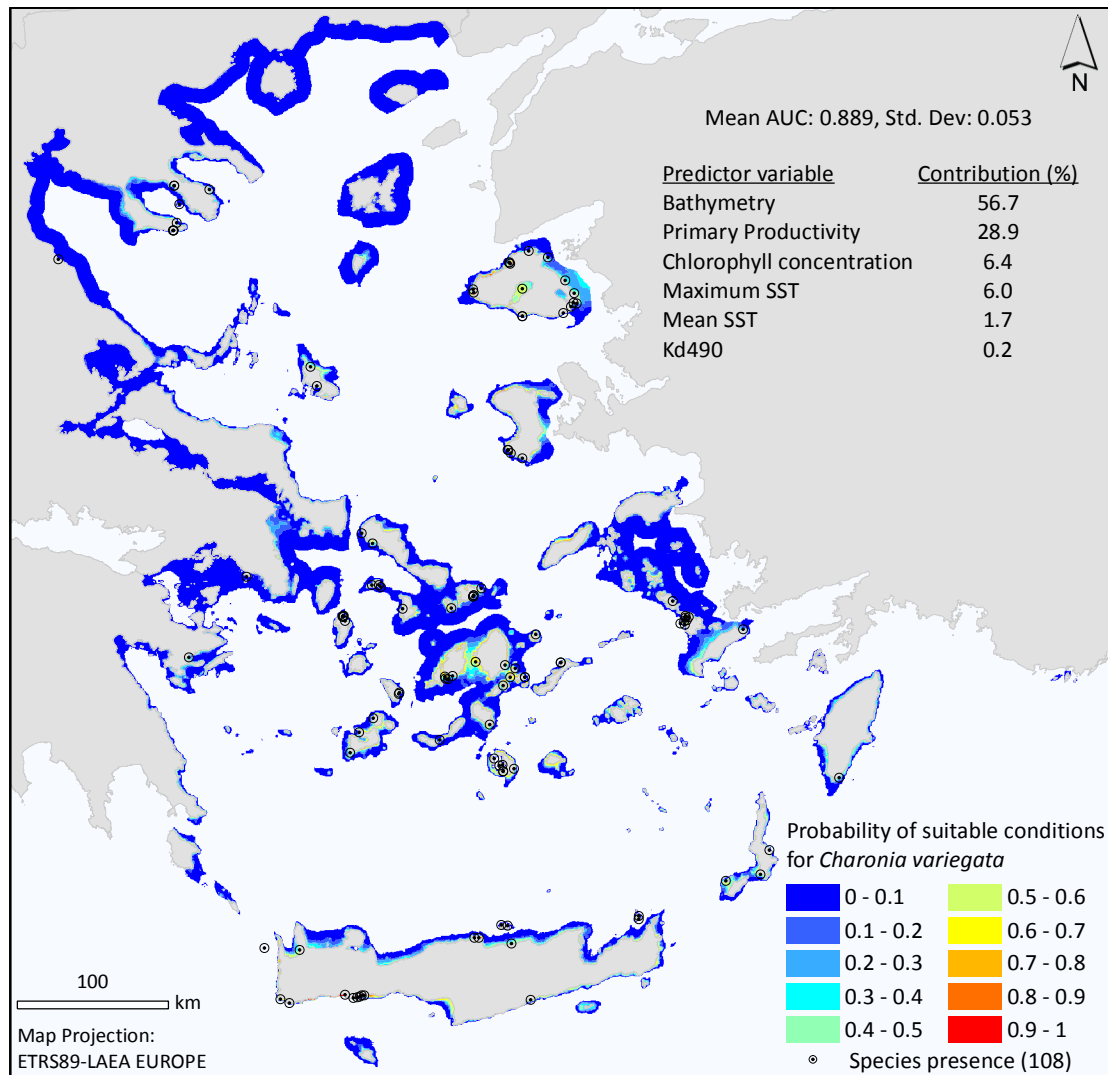 N
Mean AUC: 0.889, Std. Dev: 0.053
Predictor variable Contribution (%)
Bathymetry 56.7
Primary Productivity 28.9
Chlorophyll concentration 6.4
Maximum SST 6.0
Mean SST 1.7
Kd490 0.2
Probability of suitable conditions
for Charonia variegata
0 - 0.1 0.5 - 0.6
0.1 - 0.2 0.6 - 0.7
0.2 - 0.3 0.7 - 0.8
0.3 - 0.4 0.8 - 0.9
0.4 - 0.5 0.9 - 1
Species presence (108)
100
km
Map Projection:
ETRS89-LAEA EUROPE